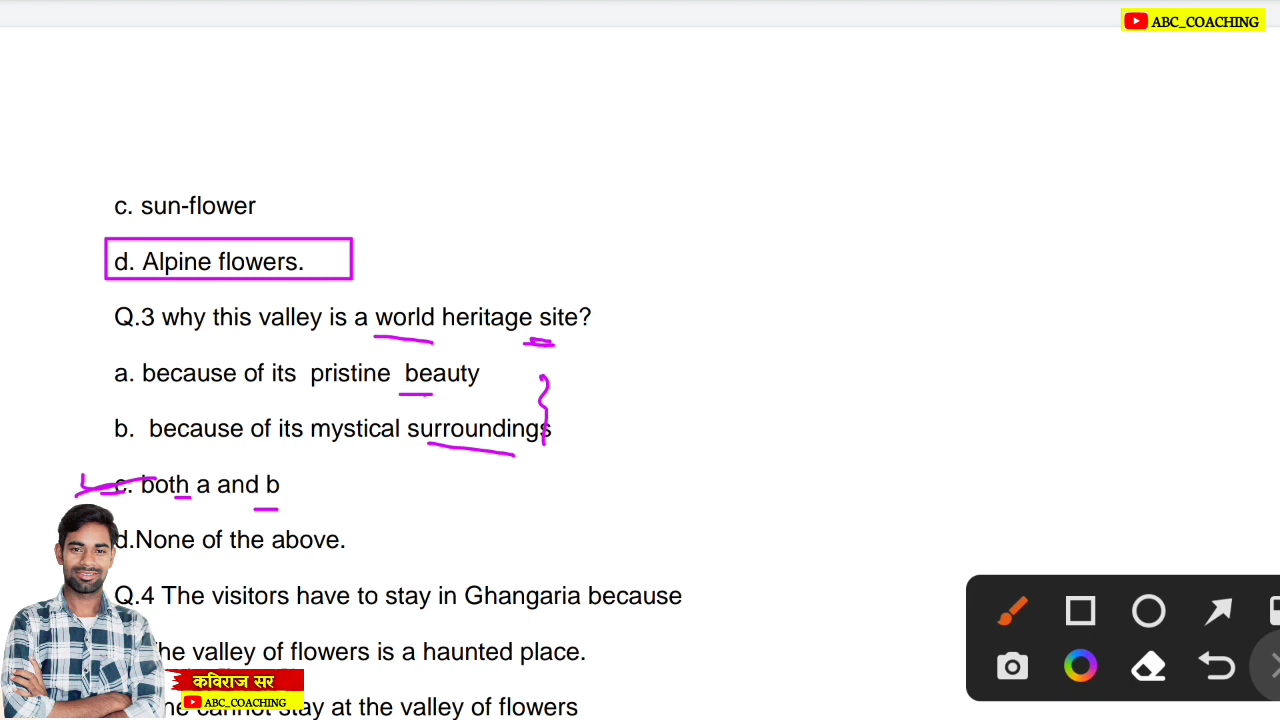 ABC_COACHING
c. sun-flower
d. Alpine flowers.
Q.3 why this valley is a world heritage site?
a. because of its pristine beauty
b. because of its mystical surroundings
c. both a and b
d.None of the above.
Q.4 The visitors have to stay in Ghangaria because
he valley of flowers is a haunted place.
कविराज सर
ABC_COACHING
cannot stay at the valley of flowers